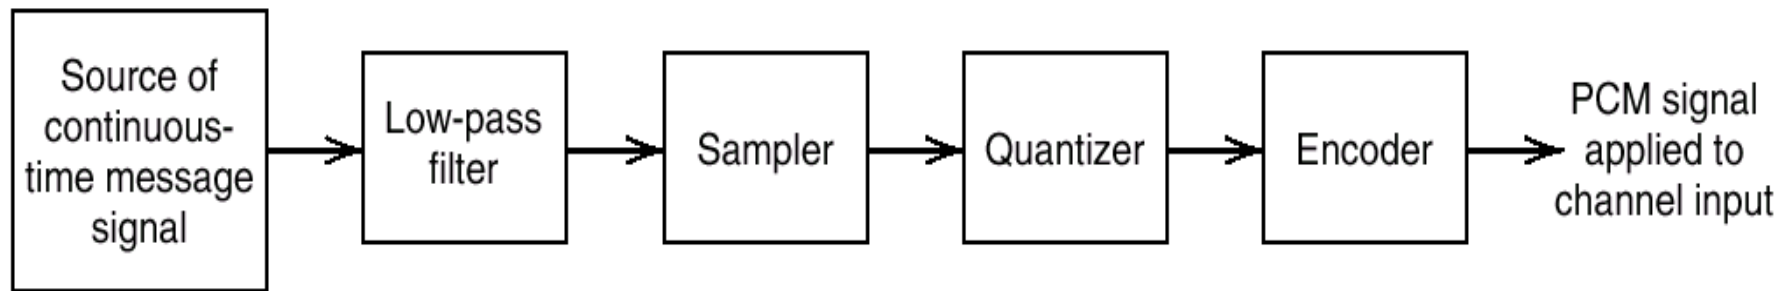 Source of
continuous-
time message
signal
Low-pass
filter
Sampler
Quantizer
Encoder
PCM signal
applied to
channel input